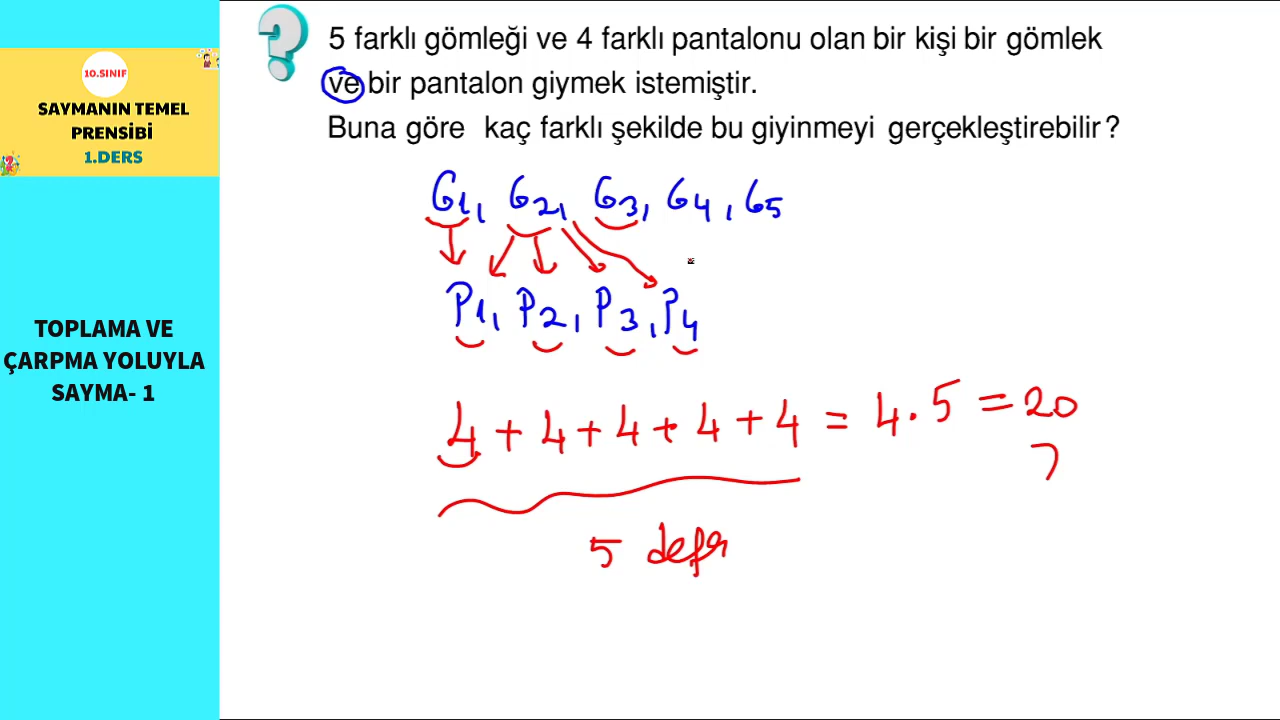 10.SINIF
SAYMANIN TEMEL
PRENSİBİ
1.DERS
TOPLAMA VE
ÇARPMA YOLUYLA
SAYMA- 1
5 farklı gömleği ve 4 farklı pantalonu olan bir kişi bir gömlek
ve bir pantalon giymek istemiştir.
Buna göre kaç farklı şekilde bu giyinmeyi gerçekleştirebilir ?
G1, G2, G3, G4, G5
P1, P2, P3, P4
4 + 4 + 4 + 4 + 4 = 4.5 = 20
5 defa